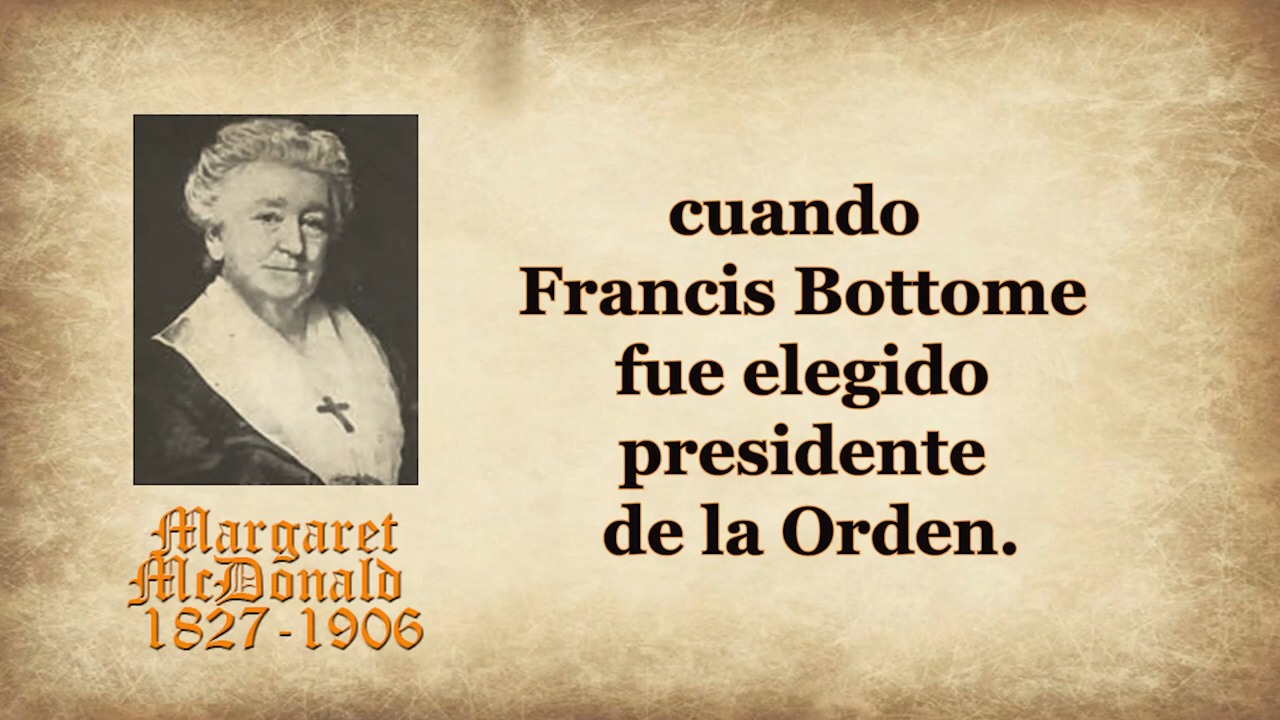 Margaret
McDonald
1827-1906
cuando
Francis Bottome
fue elegido
presidente
de la Orden.